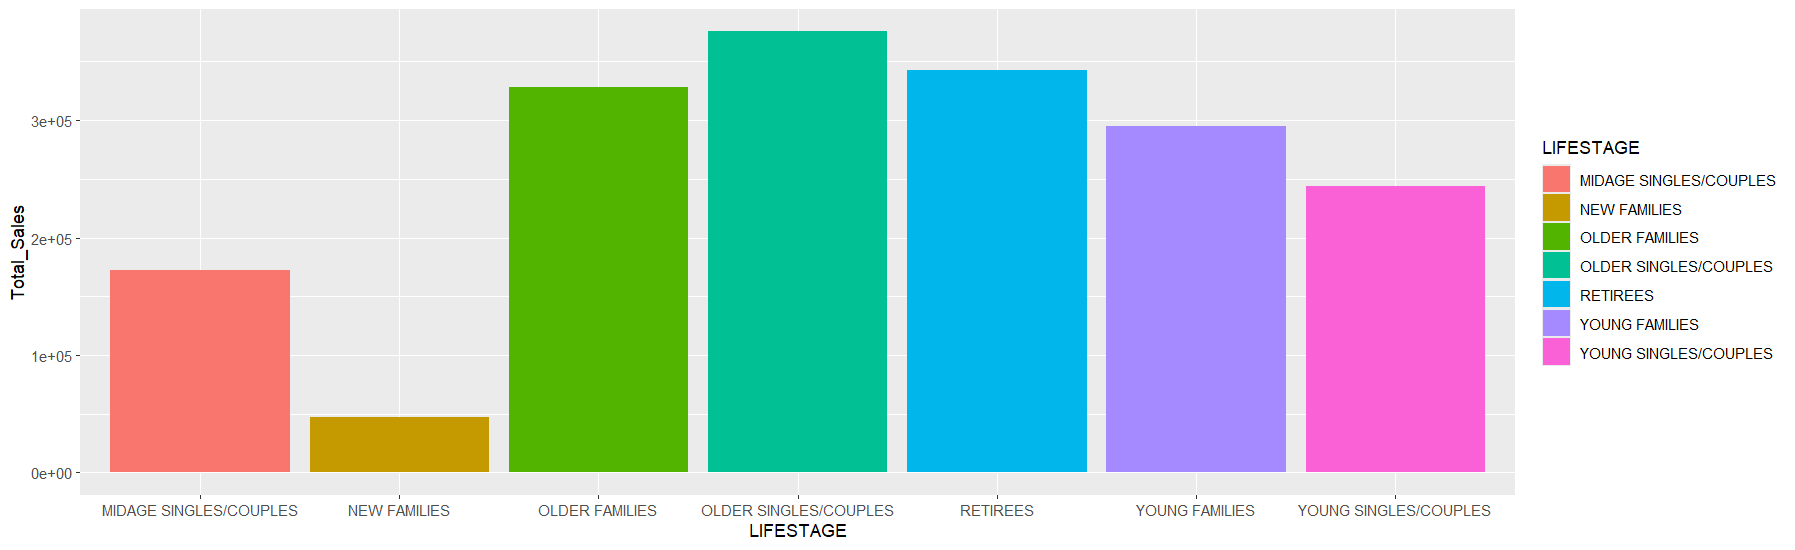 Total_Sales
3e+05
2e+05
1e+05
0e+00
MIDAGE SINGLES/COUPLES
NEW FAMILIES
OLDER FAMILIES
OLDER SINGLES/COUPLES
RETIREES
YOUNG FAMILIES
YOUNG SINGLES/COUPLES
LIFESTAGE
LIFESTAGE
MIDAGE SINGLES/COUPLES
NEW FAMILIES
OLDER FAMILIES
OLDER SINGLES/COUPLES
RETIREES
YOUNG FAMILIES
YOUNG SINGLES/COUPLES